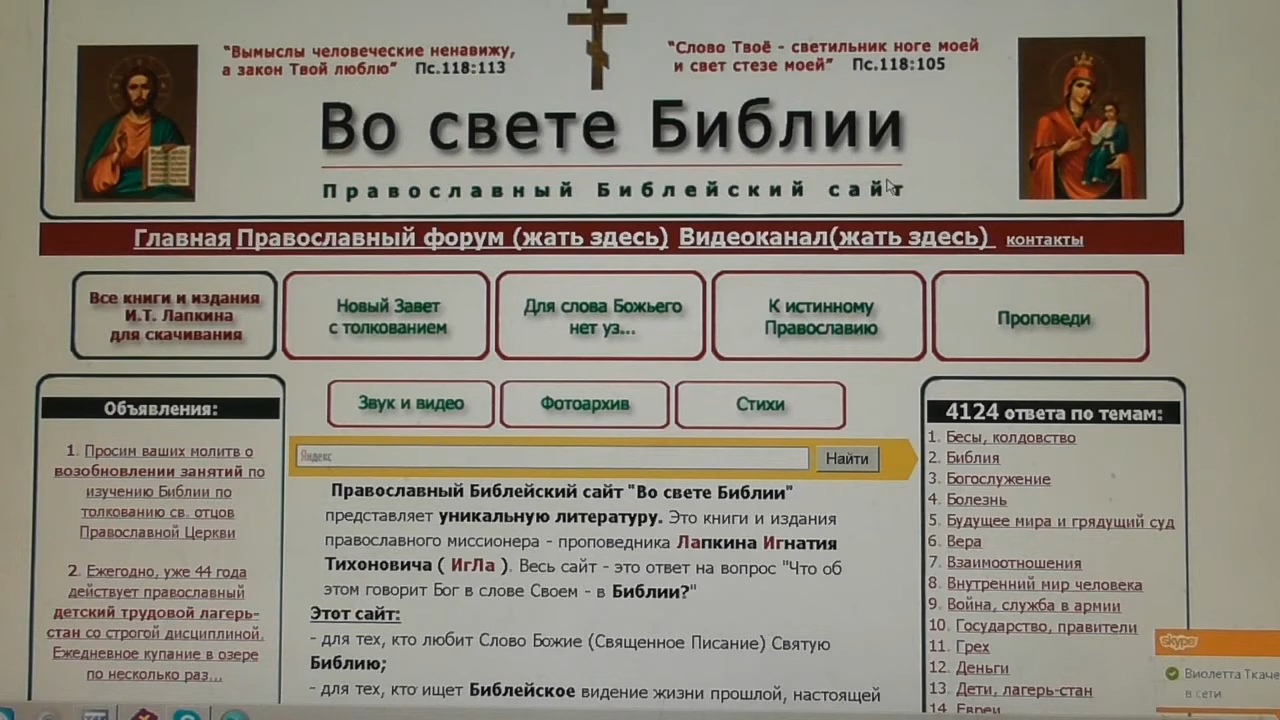 "Вымыслы человеческие ненавижу,
а закон Твой люблю" Пс.118:113
"Слово Твоё - светильник ноге моей
и свет стезе моей" Пс.118:105
Во свете Библии
Православный Библейский сайт
Главная Православный форум (жать здесь) Видеоканал(жать здесь) контакты
Все книги и издания
И.Т. Лапкина
для скачивания
Новый Завет
с толкованием
Для слова Божьего
нет уз...
К истинному
Православию
Проповеди
Звук и видео
Фотоархив
Стихи
Объявления:
1. Просим ваших молитв о
возобновлении занятий по
изучению Библии по
толкованию св. отцов
Православной Церкви
2. Ежегодно, уже 44 года
действует православный
детский трудовой лагерь-
стан со строгой дисциплиной.
Ежедневное купание в озере
по несколько раз...
Яндекс
Найти
Православный Библейский сайт "Во свете Библии"
представляет уникальную литературу. Это книги и издания
православного миссионера - проповедника Лапкина Игнатия
Тихоновича ( ИгЛа ). Весь сайт - это ответ на вопрос "Что об
этом говорит Бог в слове Своем - в Библии?"
Этот сайт:
- для тех, кто любит Слово Божие (Священное Писание) Святую
Библию;
- для тех, кто ищет Библейское видение жизни прошлой, настоящей
4124 ответа по темам:
1. Бесы, колдовство
2. Библия
3. Богослужение
4. Болезнь
5. Будущее мира и грядущий суд
6. Вера
7. Взаимоотношения
8. Внутренний мир человека
9. Война, служба в армии
10. Государство, правители
11. Грех
12. Деньги
13. Дети, лагерь-стан
14. Евреи
skype
Виолетта Ткаче
в сети